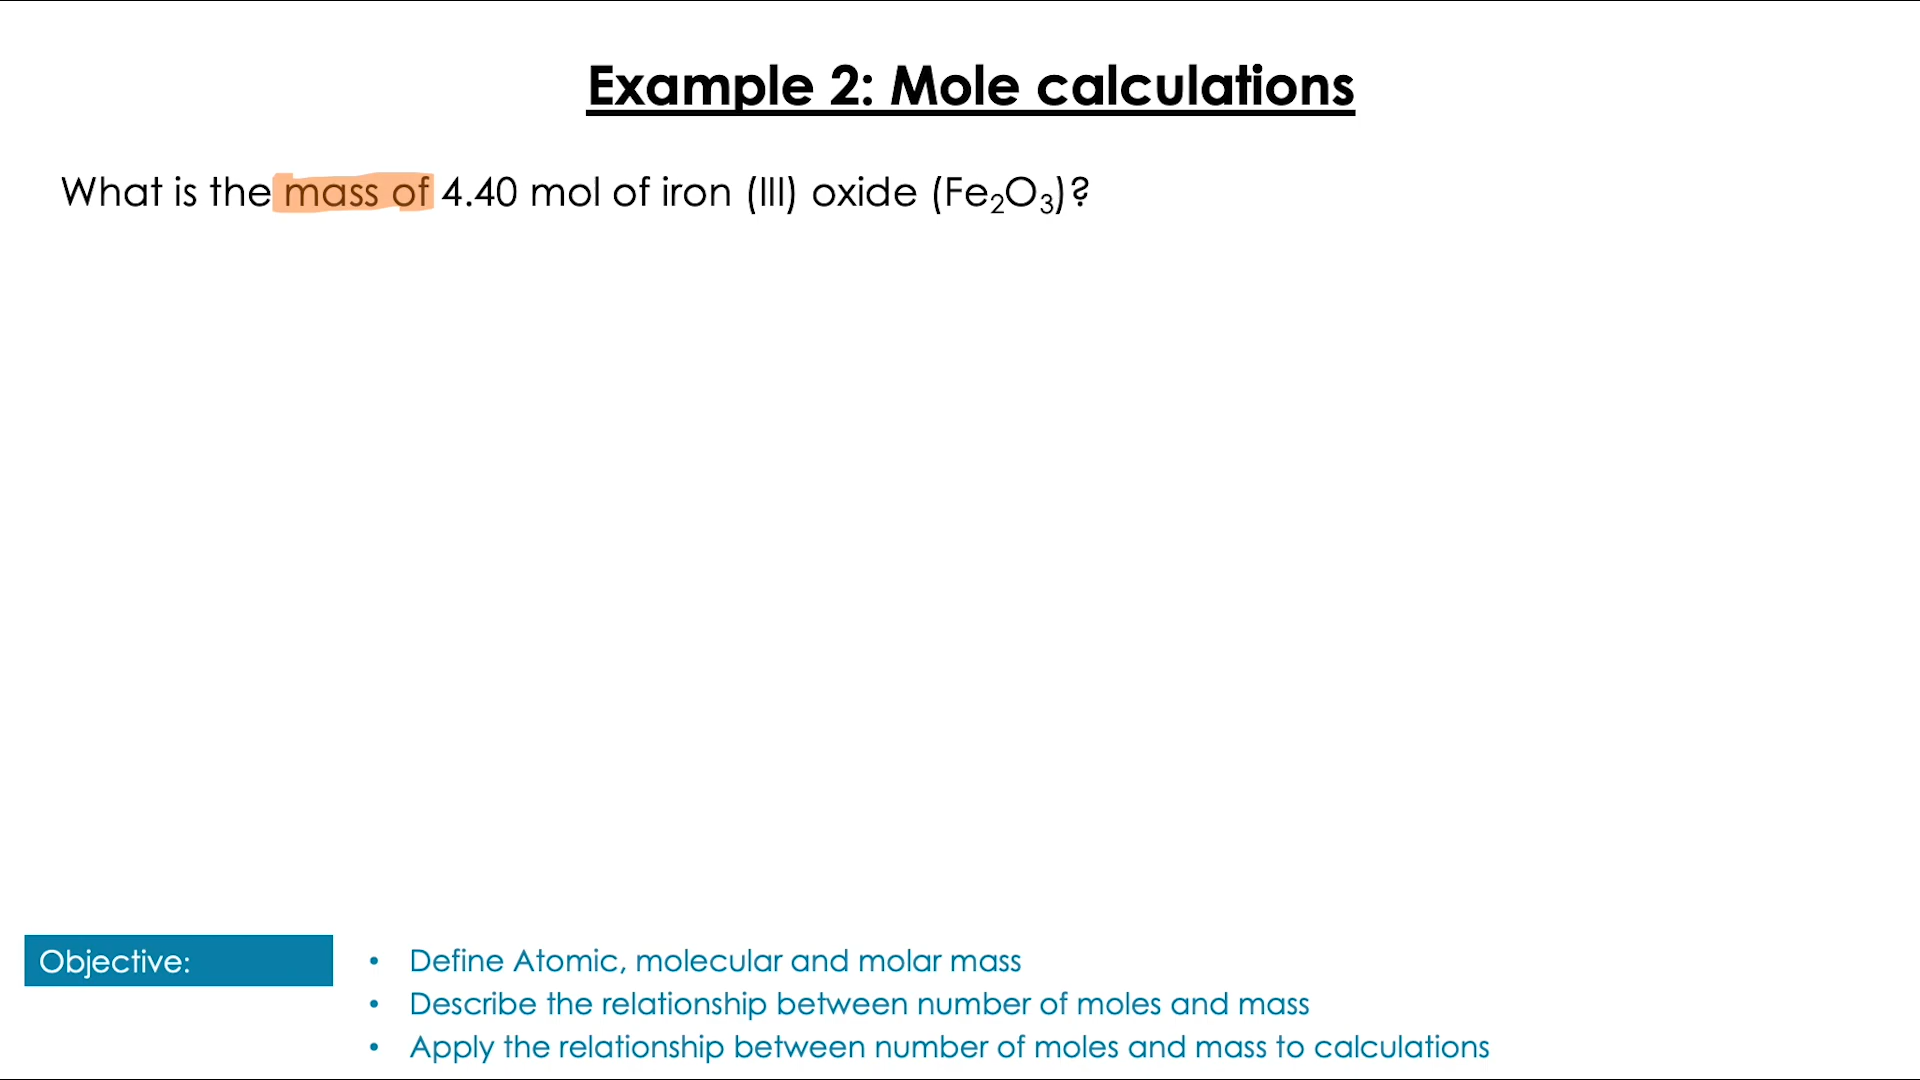 Example 2: Mole calculations
What is the mass of 4.40 mol of iron (III) oxide (Fe₂O₃)?
Objective:
• Define Atomic, molecular and molar mass
• Describe the relationship between number of moles and mass
• Apply the relationship between number of moles and mass to calculations